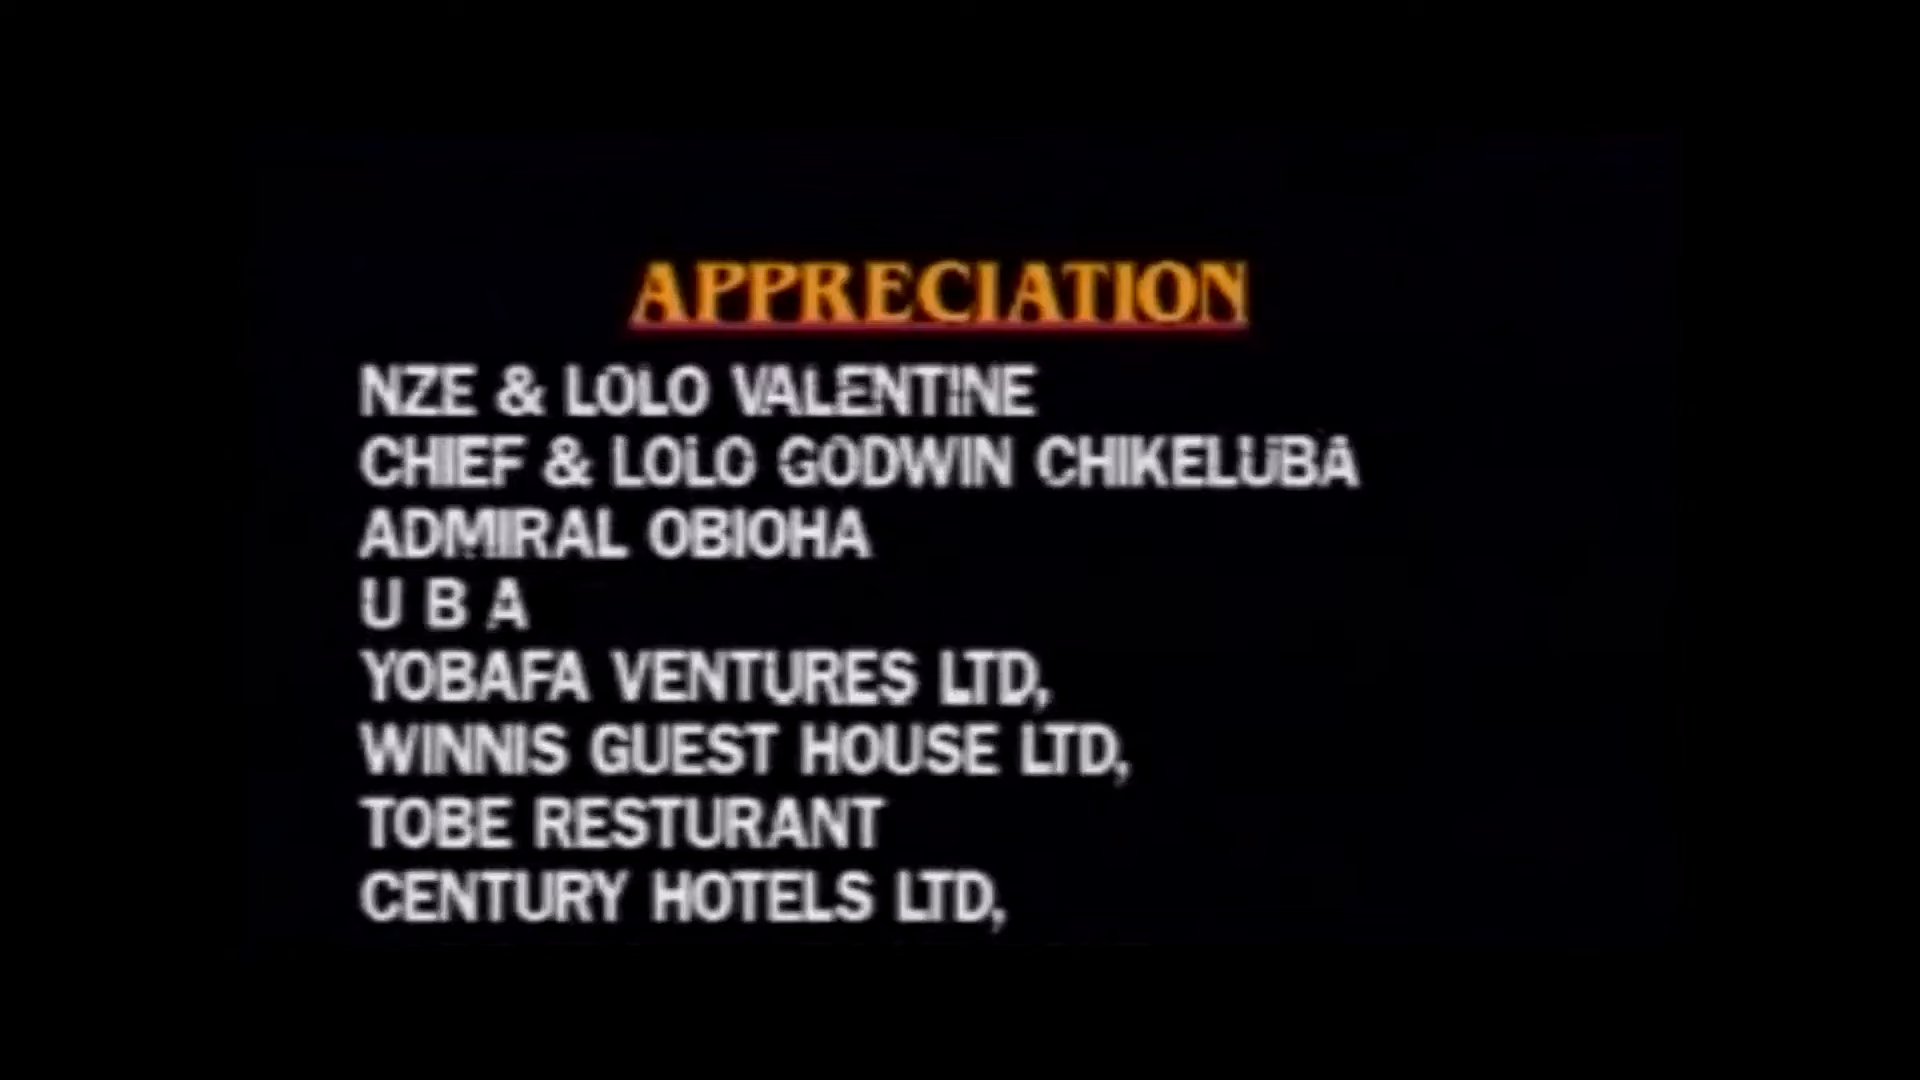 APPRECIATION
NZE & LOLO VALENTINE
CHIEF & LOLO GODWIN CHIKELUBA
ADMIRAL OBIOHA
U B A
YOBAFA VENTURES LTD,
WINNIS GUEST HOUSE LTD,
TOBE RESTURANT
CENTURY HOTELS LTD,